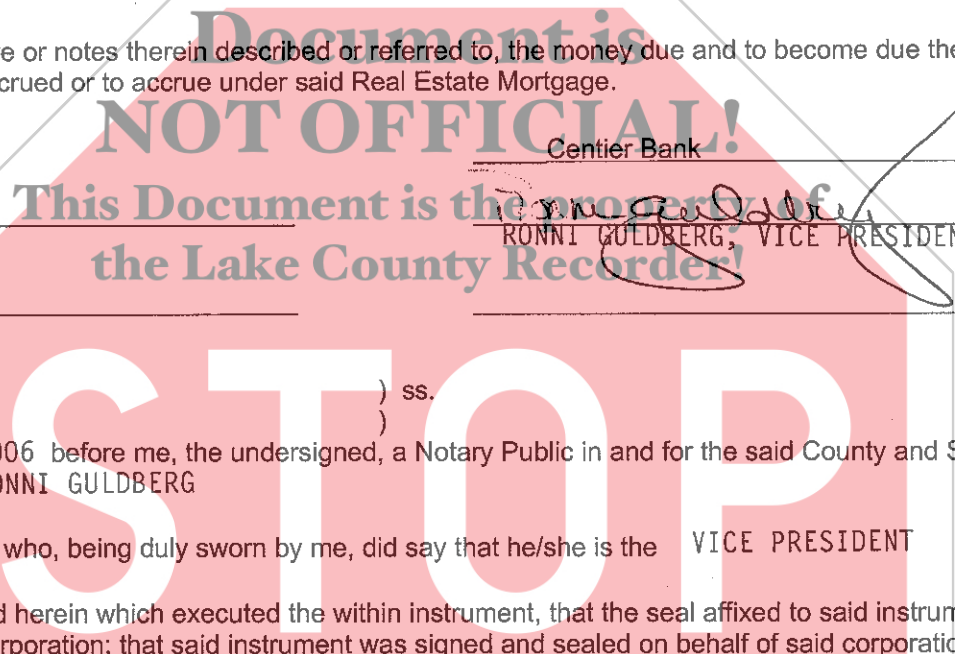 Document is
e or notes therein described or referred to, the money due and to become due the
crued or to accrue under said Real Estate Mortgage.
NOT OFFICIAL!
Centier Bank
This Document is the property of
RONNI GULDBERG, VICE PRESIDEN
the Lake County Recorder!
) ss.
)
STOP
006 before me, the undersigned, a Notary Public in and for the said County and S
ONNI GULDBERG
who, being duly sworn by me, did say that he/she is the VICE PRESIDENT
d herein which executed the within instrument, that the seal affixed to said instrum
rporation; that said instrument was signed and sealed on behalf of said corporatio